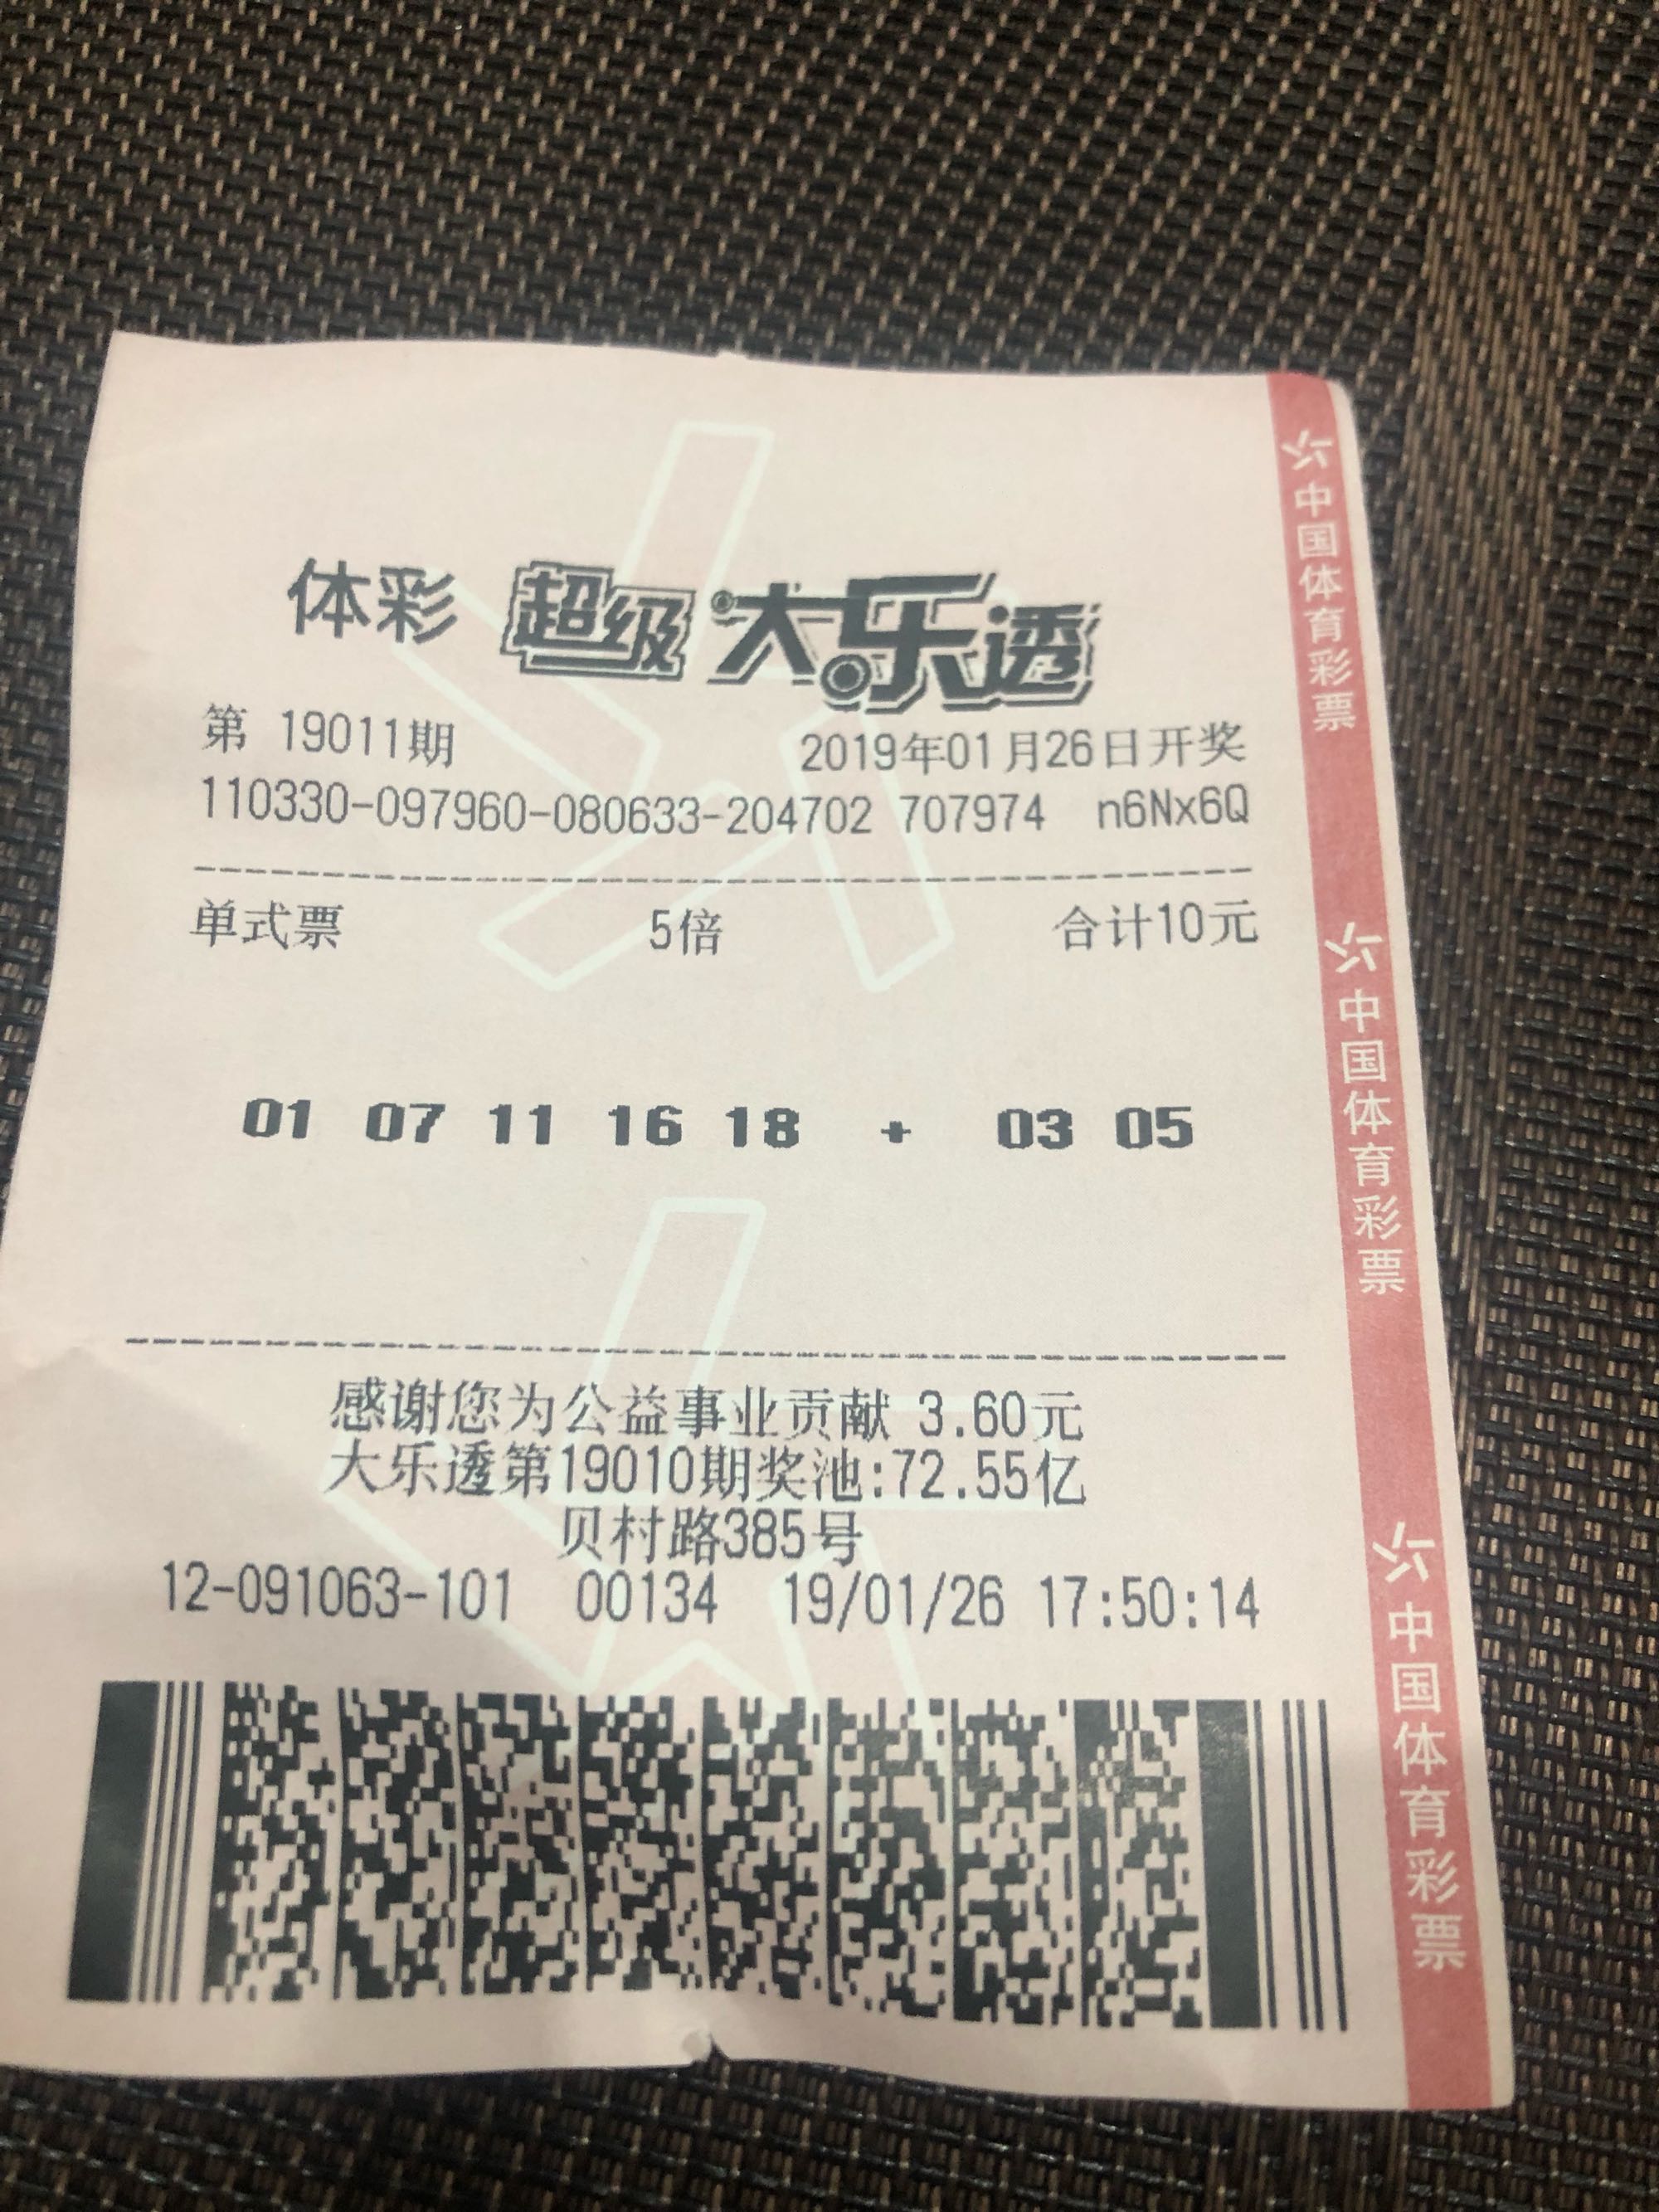 体彩 超级大乐透
第 19011期 2019年01月26日开奖
110330-097960-080633-204702 707974 n6Nx6Q
单式票 5倍 合计10元
01 07 11 16 18 + 03 05
感谢您为公益事业贡献 3.60元
大乐透第19010期奖池:72.55亿
贝村路385号
12-091063-101 00134 19/01/26 17:50:14
中国体育彩票
中国体育彩票
中国体育彩票